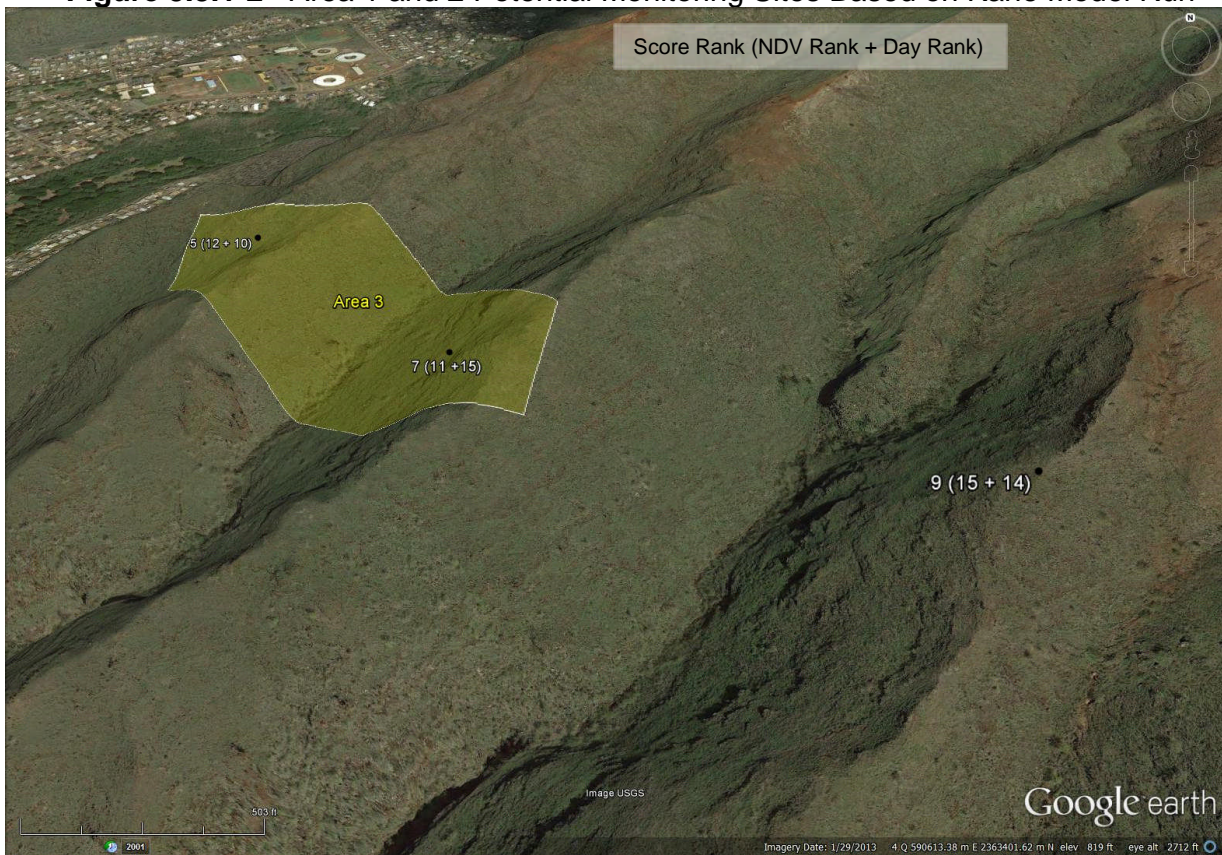 Score Rank (NDV Rank + Day Rank)
N
5 (12 + 10)
Area 3
7 (11 +15)
9 (15 + 14)
Image USGS
Google earth
503 ft
2001
Imagery Date: 1/29/2013 4 Q 590613.38 m E 2363401.62 m N elev 819 ft eye alt 2712 ft